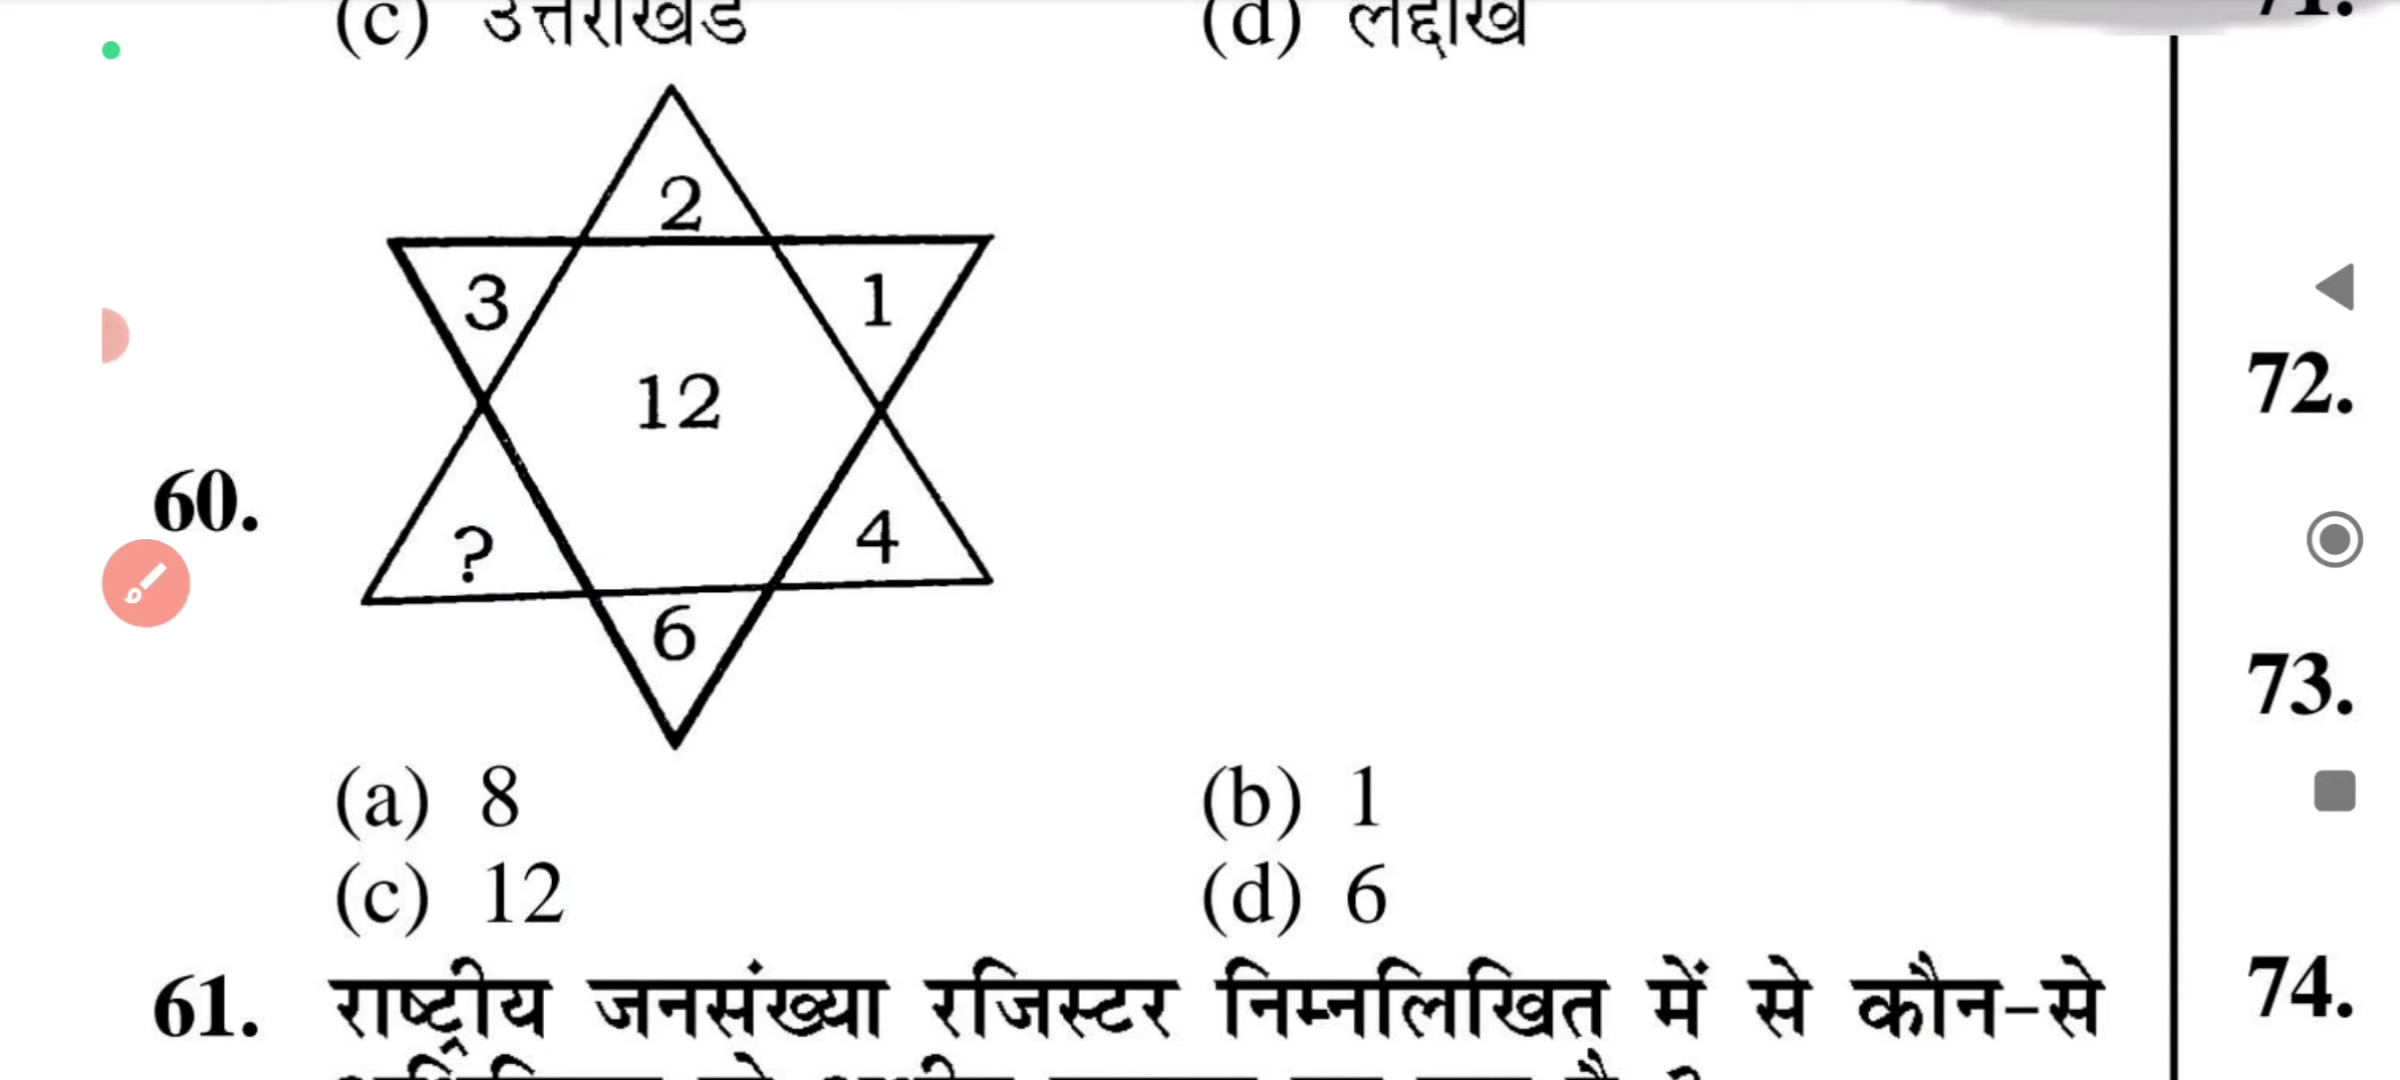 (c) उत्तराखंड (d) लद्दाख
71.
2
3 1
12
72.
60.
? 4
6
73.
(a) 8 (b) 1
(c) 12 (d) 6
61. राष्ट्रीय जनसंख्या रजिस्टर निम्नलिखित में से कौन-से
74.